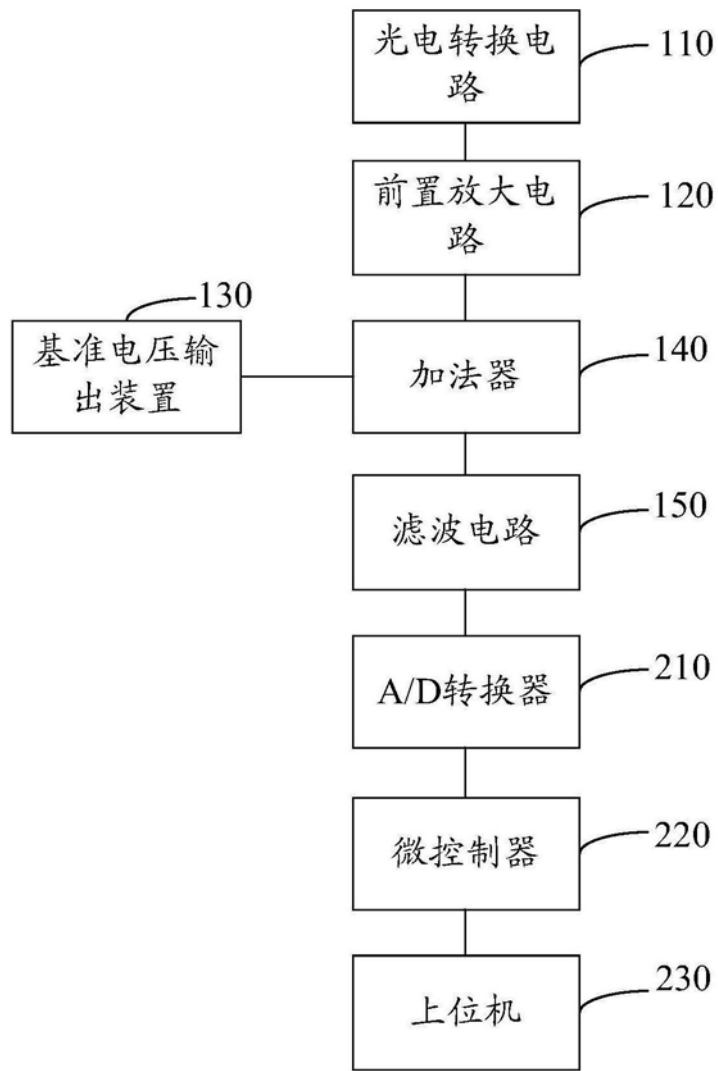 光电转换电
路
110
前置放大电
路
120
130
基准电压输
出装置
加法器
140
滤波电路
150
A/D转换器
210
微控制器
220
上位机
230